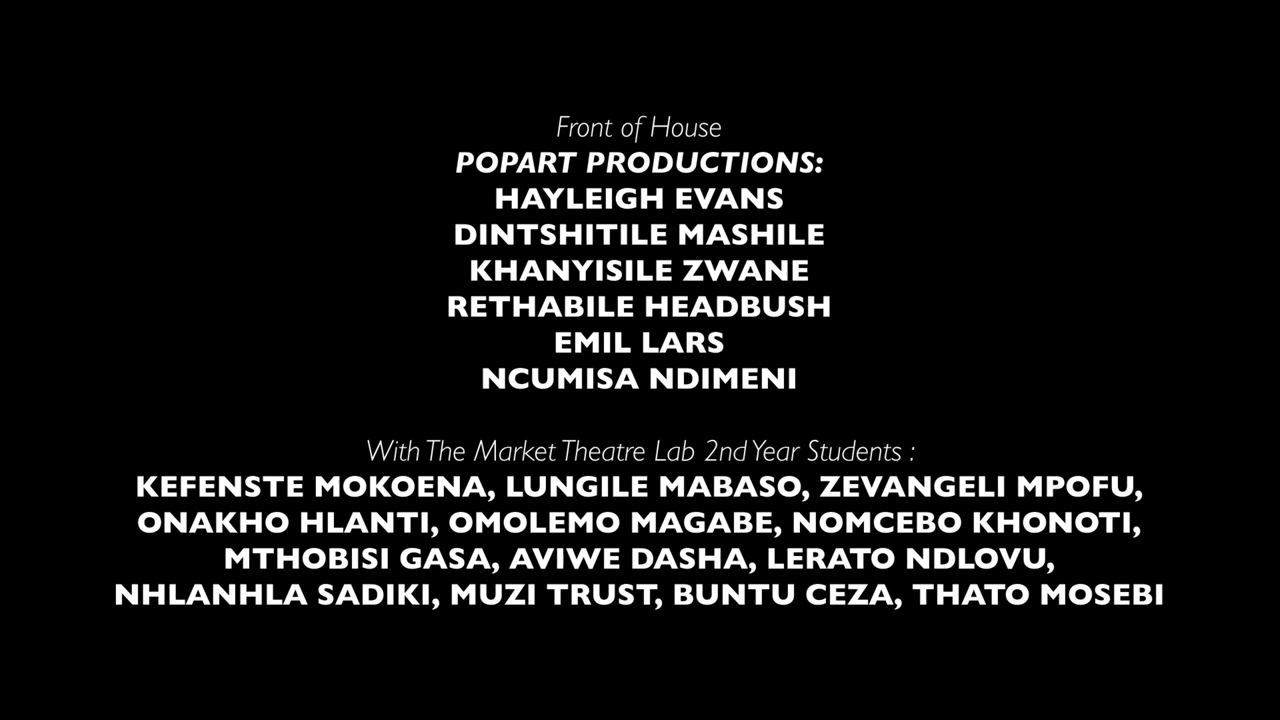 Front of House
POPART PRODUCTIONS:
HAYLEIGH EVANS
DINTSHITILE MASHILE
KHANYISILE ZWANE
RETHABILE HEADBUSH
EMIL LARS
NCUMISA NDIMENI
With The Market Theatre Lab 2nd Year Students :
KEFENSTE MOKOENA, LUNGILE MABASO, ZEVANGELI MPOFU,
ONAKHO HLANTI, OMOLEMO MAGABE, NOMCEBO KHONOTI,
MTHOBISI GASA, AVIWE DASHA, LERATO NDLOVU,
NHLANHLA SADIKI, MUZI TRUST, BUNTU CEZA, THATO MOSEBI